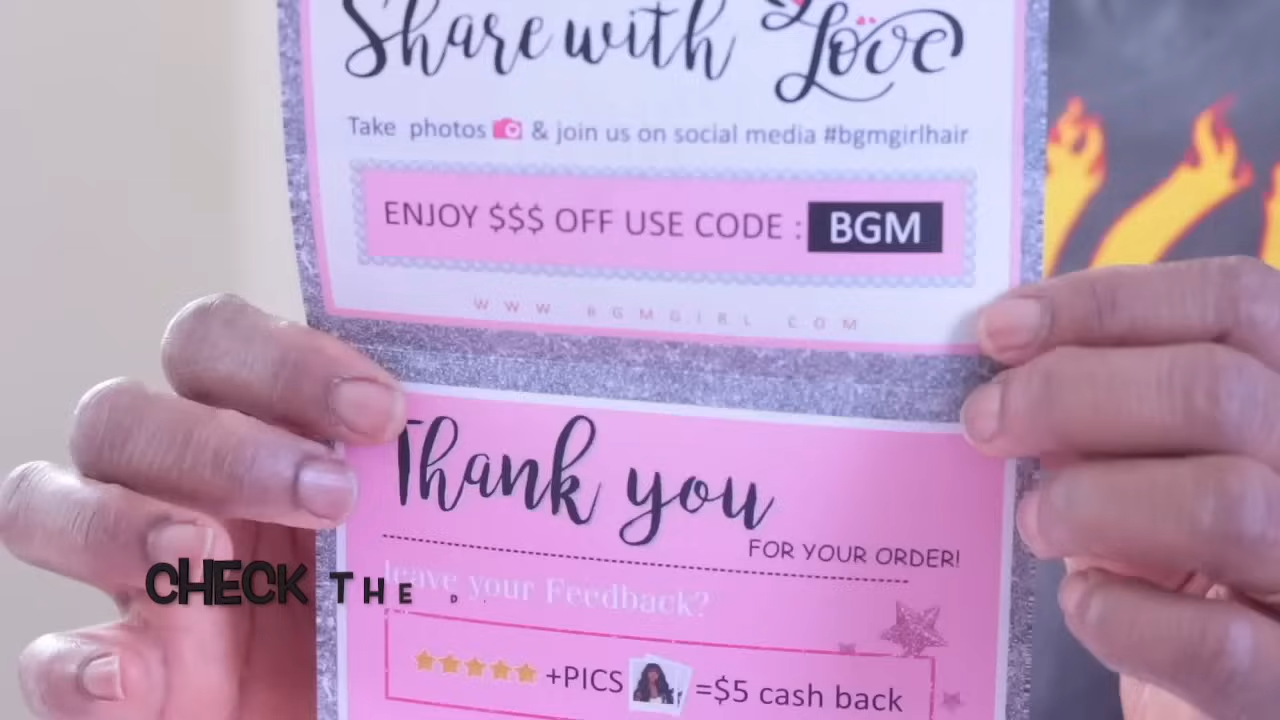 Share with Love
Take photos & join us on social media #bgmgirlhair
ENJOY $$$ OFF USE CODE : BGM
WWW BGMGIRL COM
Thank you
FOR YOUR ORDER!
leave your Feedback?
CHECK THE D
+PICS =$5 cash back